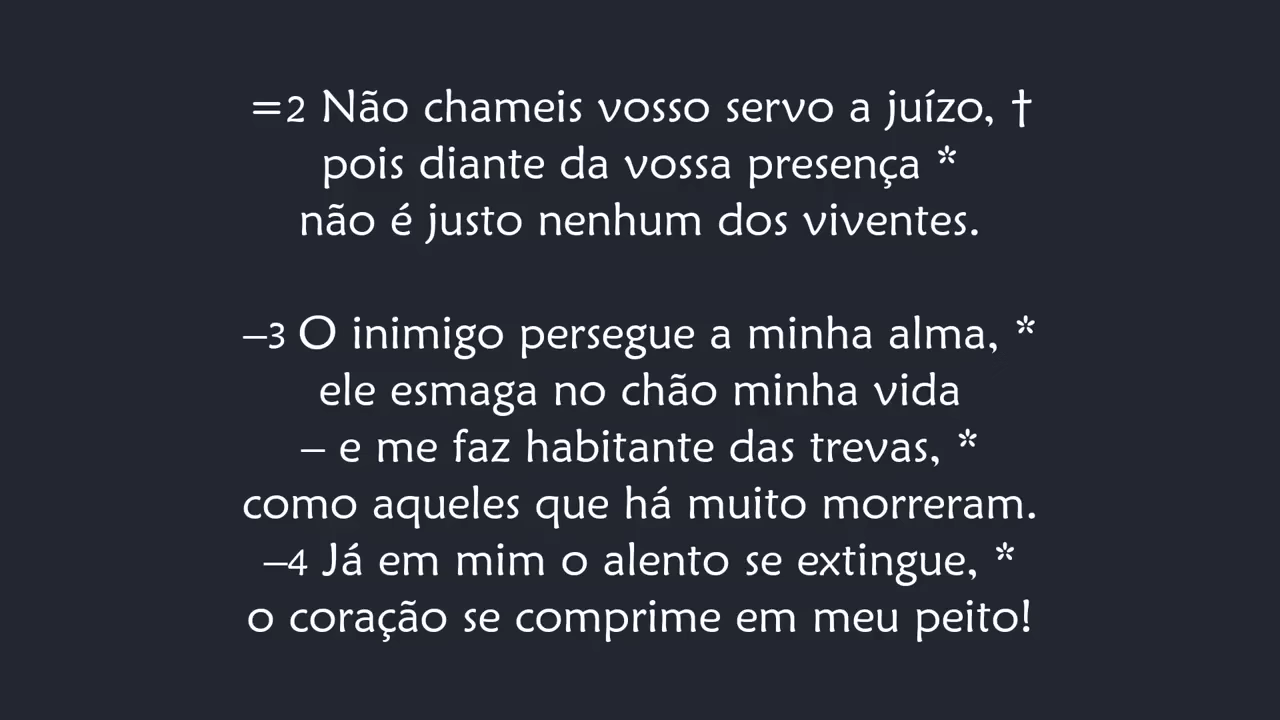 =2 Não chameis vosso servo a juízo, †
pois diante da vossa presença *
não é justo nenhum dos viventes.
–3 O inimigo persegue a minha alma, *
ele esmaga no chão minha vida
– e me faz habitante das trevas, *
como aqueles que há muito morreram.
–4 Já em mim o alento se extingue, *
o coração se comprime em meu peito!